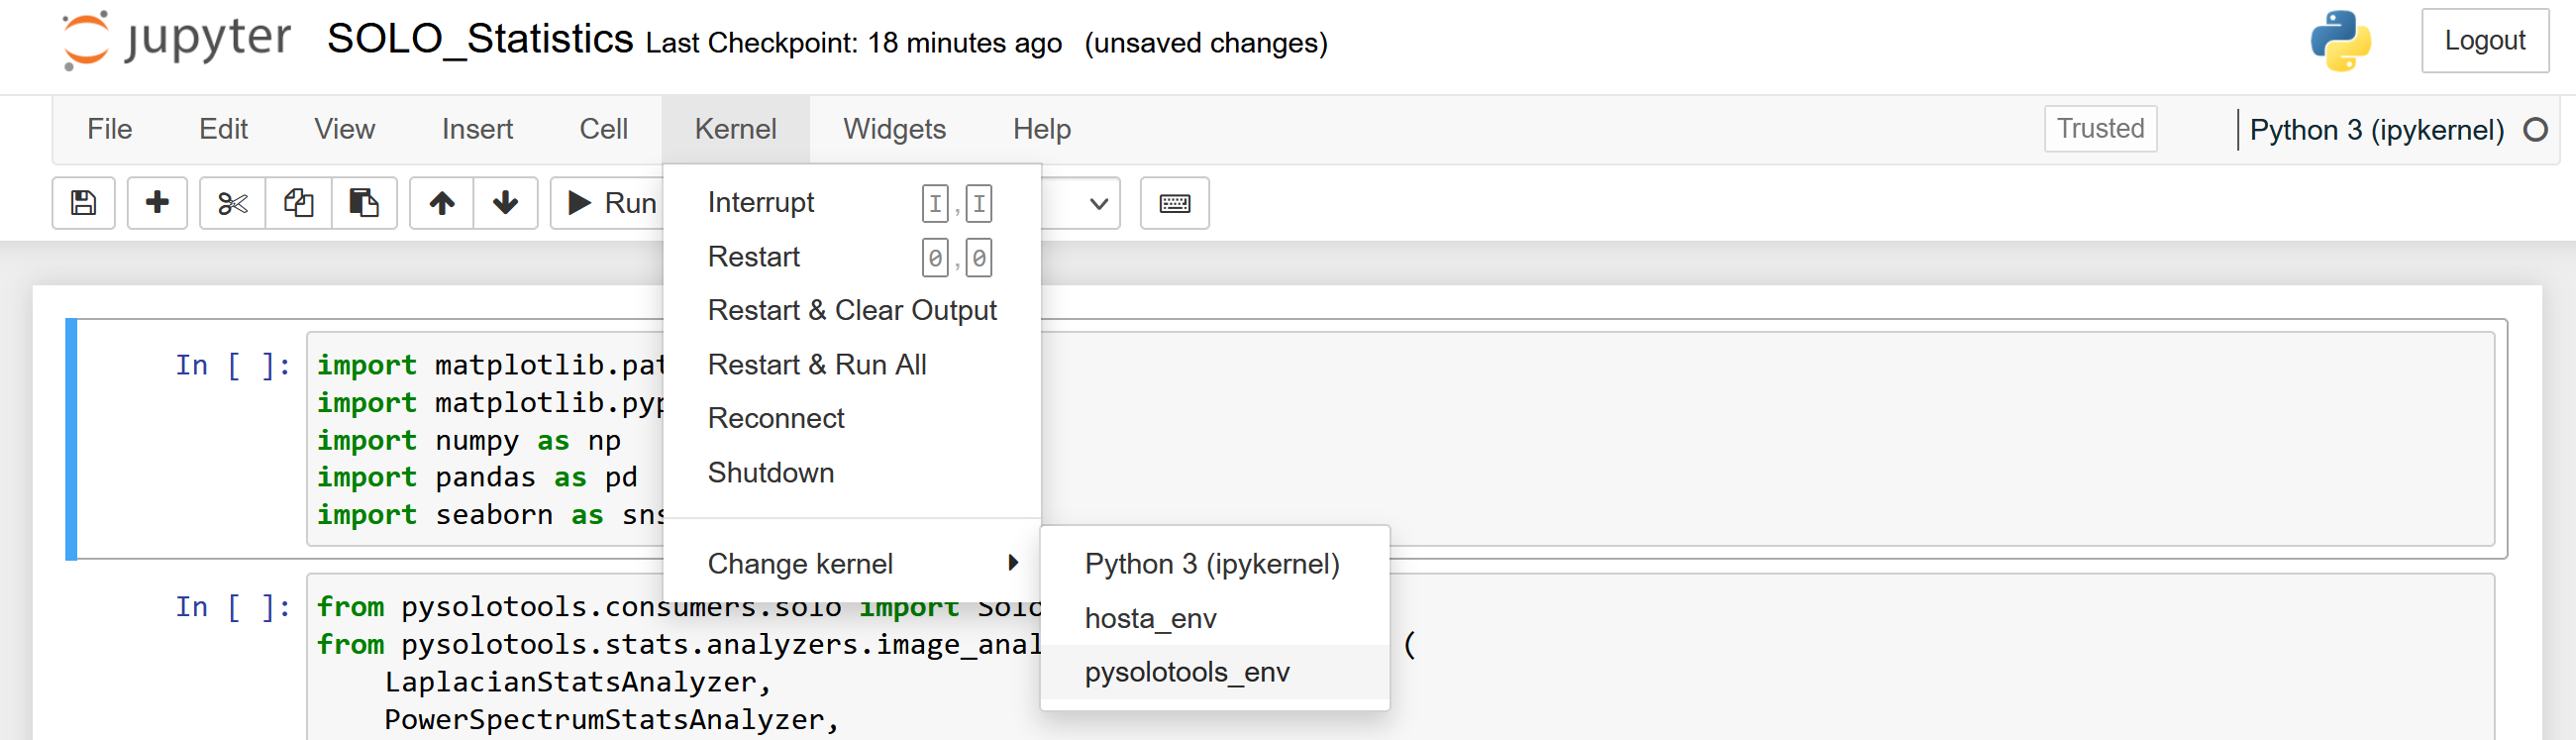 jupyter SOLO_Statistics Last Checkpoint: 18 minutes ago (unsaved changes) Logout
File Edit View Insert Cell Kernel Widgets Help Trusted Python 3 (ipykernel)
Run
Interrupt I,I
Restart 0,0
Restart & Clear Output
Restart & Run All
Reconnect
Shutdown
Change kernel
Python 3 (ipykernel)
hosta_env
pysolotools_env
In [ ]:
import matplotlib.pat
import matplotlib.pyp
import numpy as np
import pandas as pd
import seaborn as sns
In [ ]:
from pysolotools.consumers.solo import Solo
from pysolotools.stats.analyzers.image_anal (
LaplacianStatsAnalyzer,
PowerSpectrumStatsAnalyzer,